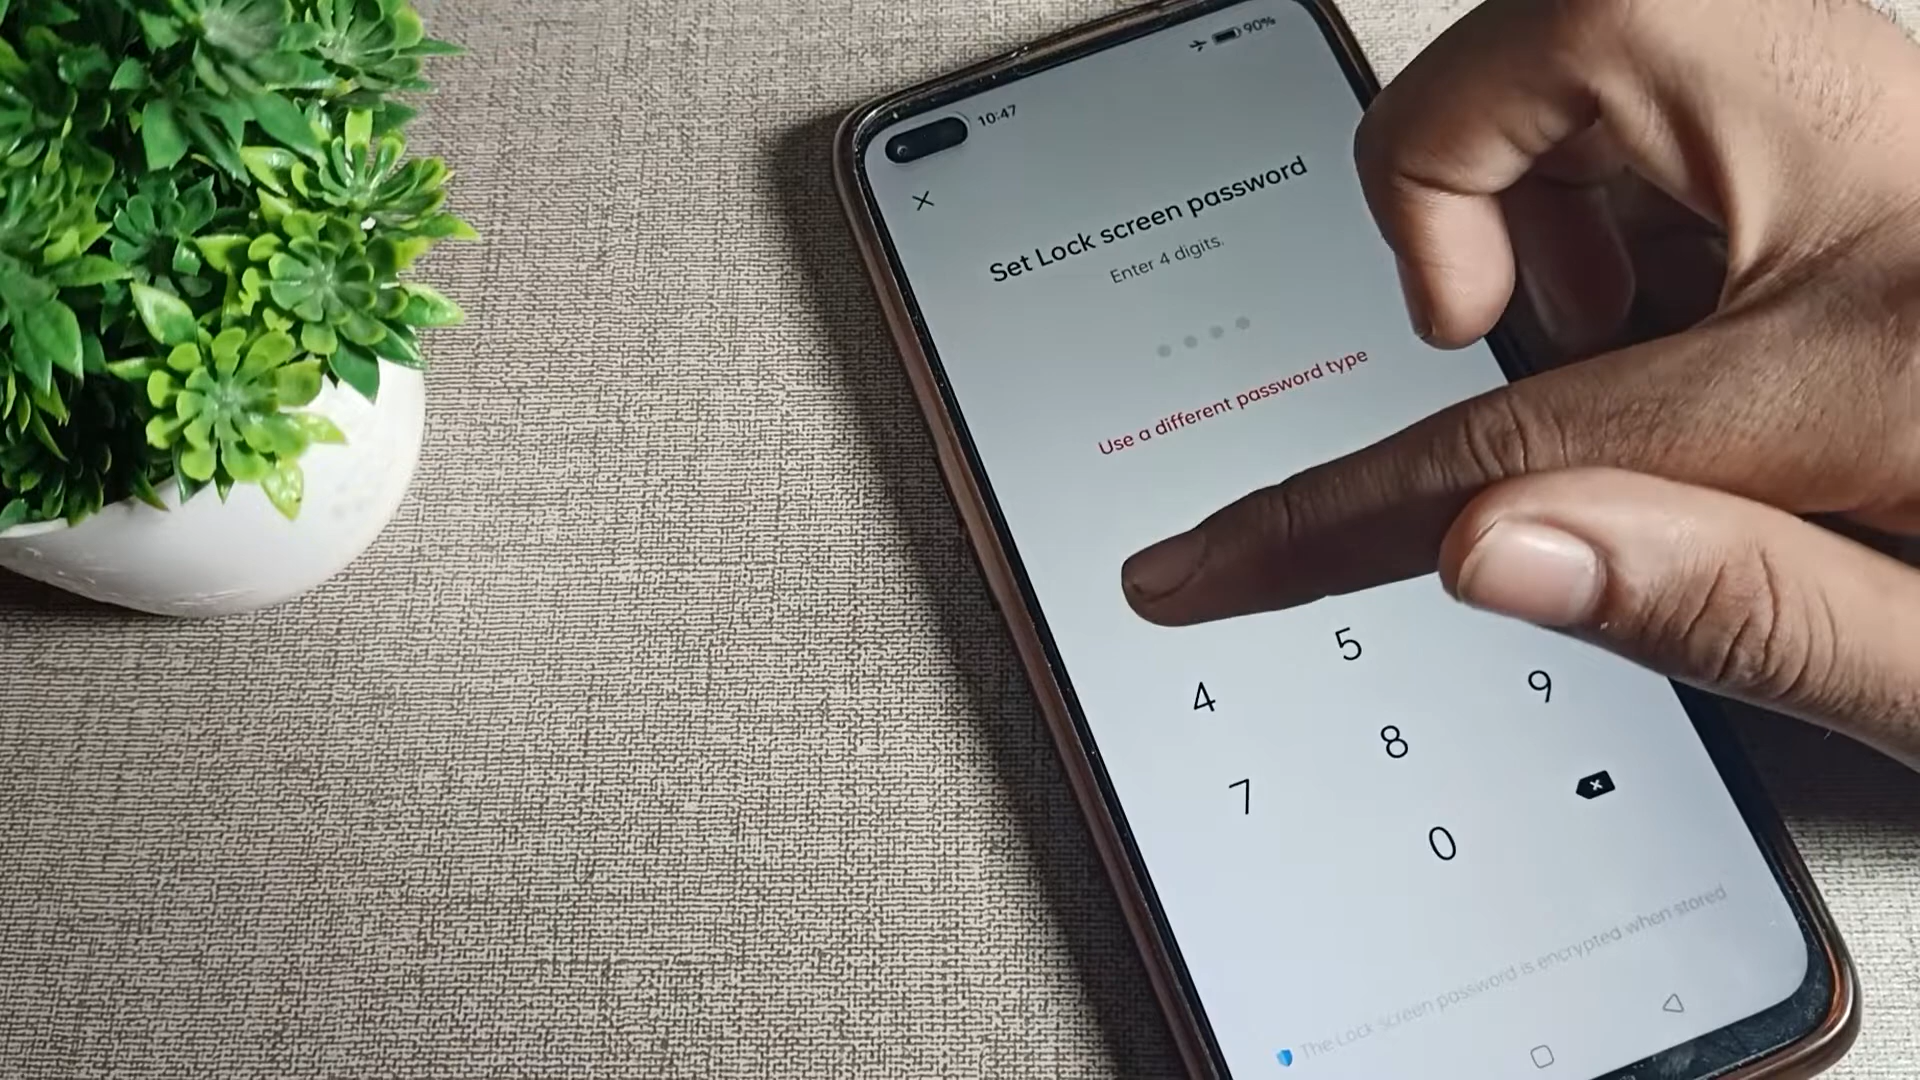 10:47
90%
Set Lock screen password
Enter 4 digits.
Use a different password type
4 5
7 8 9
0
The Lock screen password is encrypted when stored